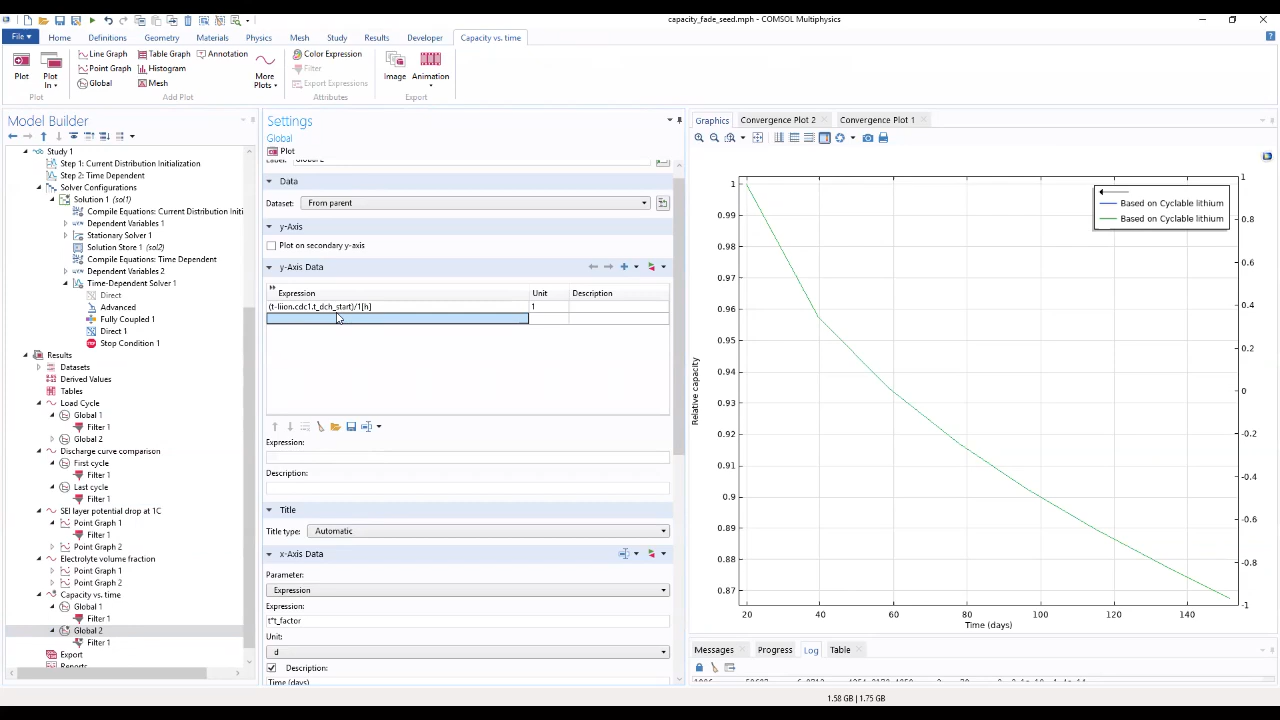 capacity_fade_seed.mph - COMSOL Multiphysics
File
Home
Definitions
Geometry
Materials
Physics
Mesh
Study
Results
Developer
Capacity vs. time
Plot
Plot In
Line Graph
Point Graph
Global
Table Graph
Histogram
Mesh
Annotation
More Plots
Color Expression
Filter
Export Expressions
Image
Animation
Plot
Add Plot
Attributes
Export
Model Builder
Study 1
Step 1: Current Distribution Initialization
Step 2: Time Dependent
Solver Configurations
Solution 1 (sol1)
Compile Equations: Current Distribution Initi
Dependent Variables 1
Stationary Solver 1
Solution Store 1 (sol2)
Compile Equations: Time Dependent
Dependent Variables 2
Time-Dependent Solver 1
Direct
Advanced
Fully Coupled 1
Direct 1
Stop Condition 1
Results
Datasets
Derived Values
Tables
Load Cycle
Global 1
Filter 1
Global 2
Discharge curve comparison
First cycle
Filter 1
Last cycle
Filter 1
SEI layer potential drop at 1C
Point Graph 1
Filter 1
Point Graph 2
Electrolyte volume fraction
Point Graph 1
Point Graph 2
Capacity vs. time
Global 1
Filter 1
Global 2
Filter 1
Export
Reports
Settings
Global
Plot
Label: Global 2
Data
Dataset: From parent
y-Axis
Plot on secondary y-axis
y-Axis Data
Expression Unit Description
(t-liion.cdc1.t_dch_start)/1[h] 1
Expression:
Description:
Title
Title type: Automatic
x-Axis Data
Parameter:
Expression
Expression:
t*t_factor
Unit:
d
Description:
Time (days)
Graphics
Convergence Plot 2
Convergence Plot 1
Based on Cyclable lithium
Based on Cyclable lithium
1
0.99
0.98
0.97
0.96
0.95
0.94
0.93
0.92
0.91
0.9
0.89
0.88
0.87
Relative capacity
1
0.8
0.6
0.4
0.2
0
-0.2
-0.4
-0.6
-0.8
-1
20 40 60 80 100 120 140
Time (days)
Messages
Progress
Log
Table
1.58 GB | 1.75 GB